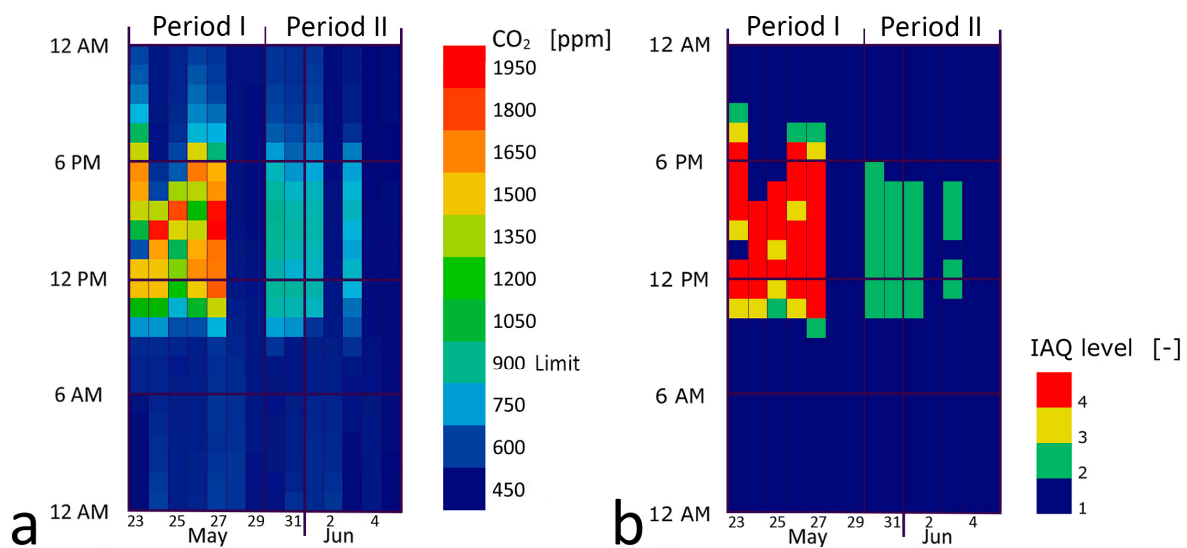 Period I Period II
12 AM
6 PM
12 PM
6 AM
12 AM
23 25 27 29 31 2 4
May Jun
a
CO₂ [ppm]
1950
1800
1650
1500
1350
1200
1050
900 Limit
750
600
450
Period I Period II
12 AM
6 PM
12 PM
6 AM
12 AM
23 25 27 29 31 2 4
May Jun
b
IAQ level [-]
4
3
2
1